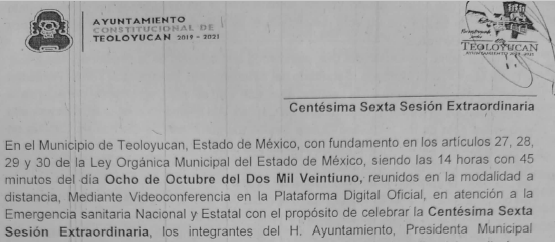 AYUNTAMIENTO
CONSTITUCIONAL DE
TEOLOYUCAN 2019 - 2021
TEOLOYUCAN
Centésima Sexta Sesión Extraordinaria
En el Municipio de Teoloyucan, Estado de México, con fundamento en los artículos 27, 28,
29 y 30 de la Ley Orgánica Municipal del Estado de México, siendo las 14 horas con 45
minutos del día Ocho de Octubre del Dos Mil Veintiuno, reunidos en la modalidad a
distancia, Mediante Videoconferencia en la Plataforma Digital Oficial, en atención a la
Emergencia sanitaria Nacional y Estatal con el propósito de celebrar la Centésima Sexta
Sesión Extraordinaria, los integrantes del H. Ayuntamiento, Presidenta Municipal